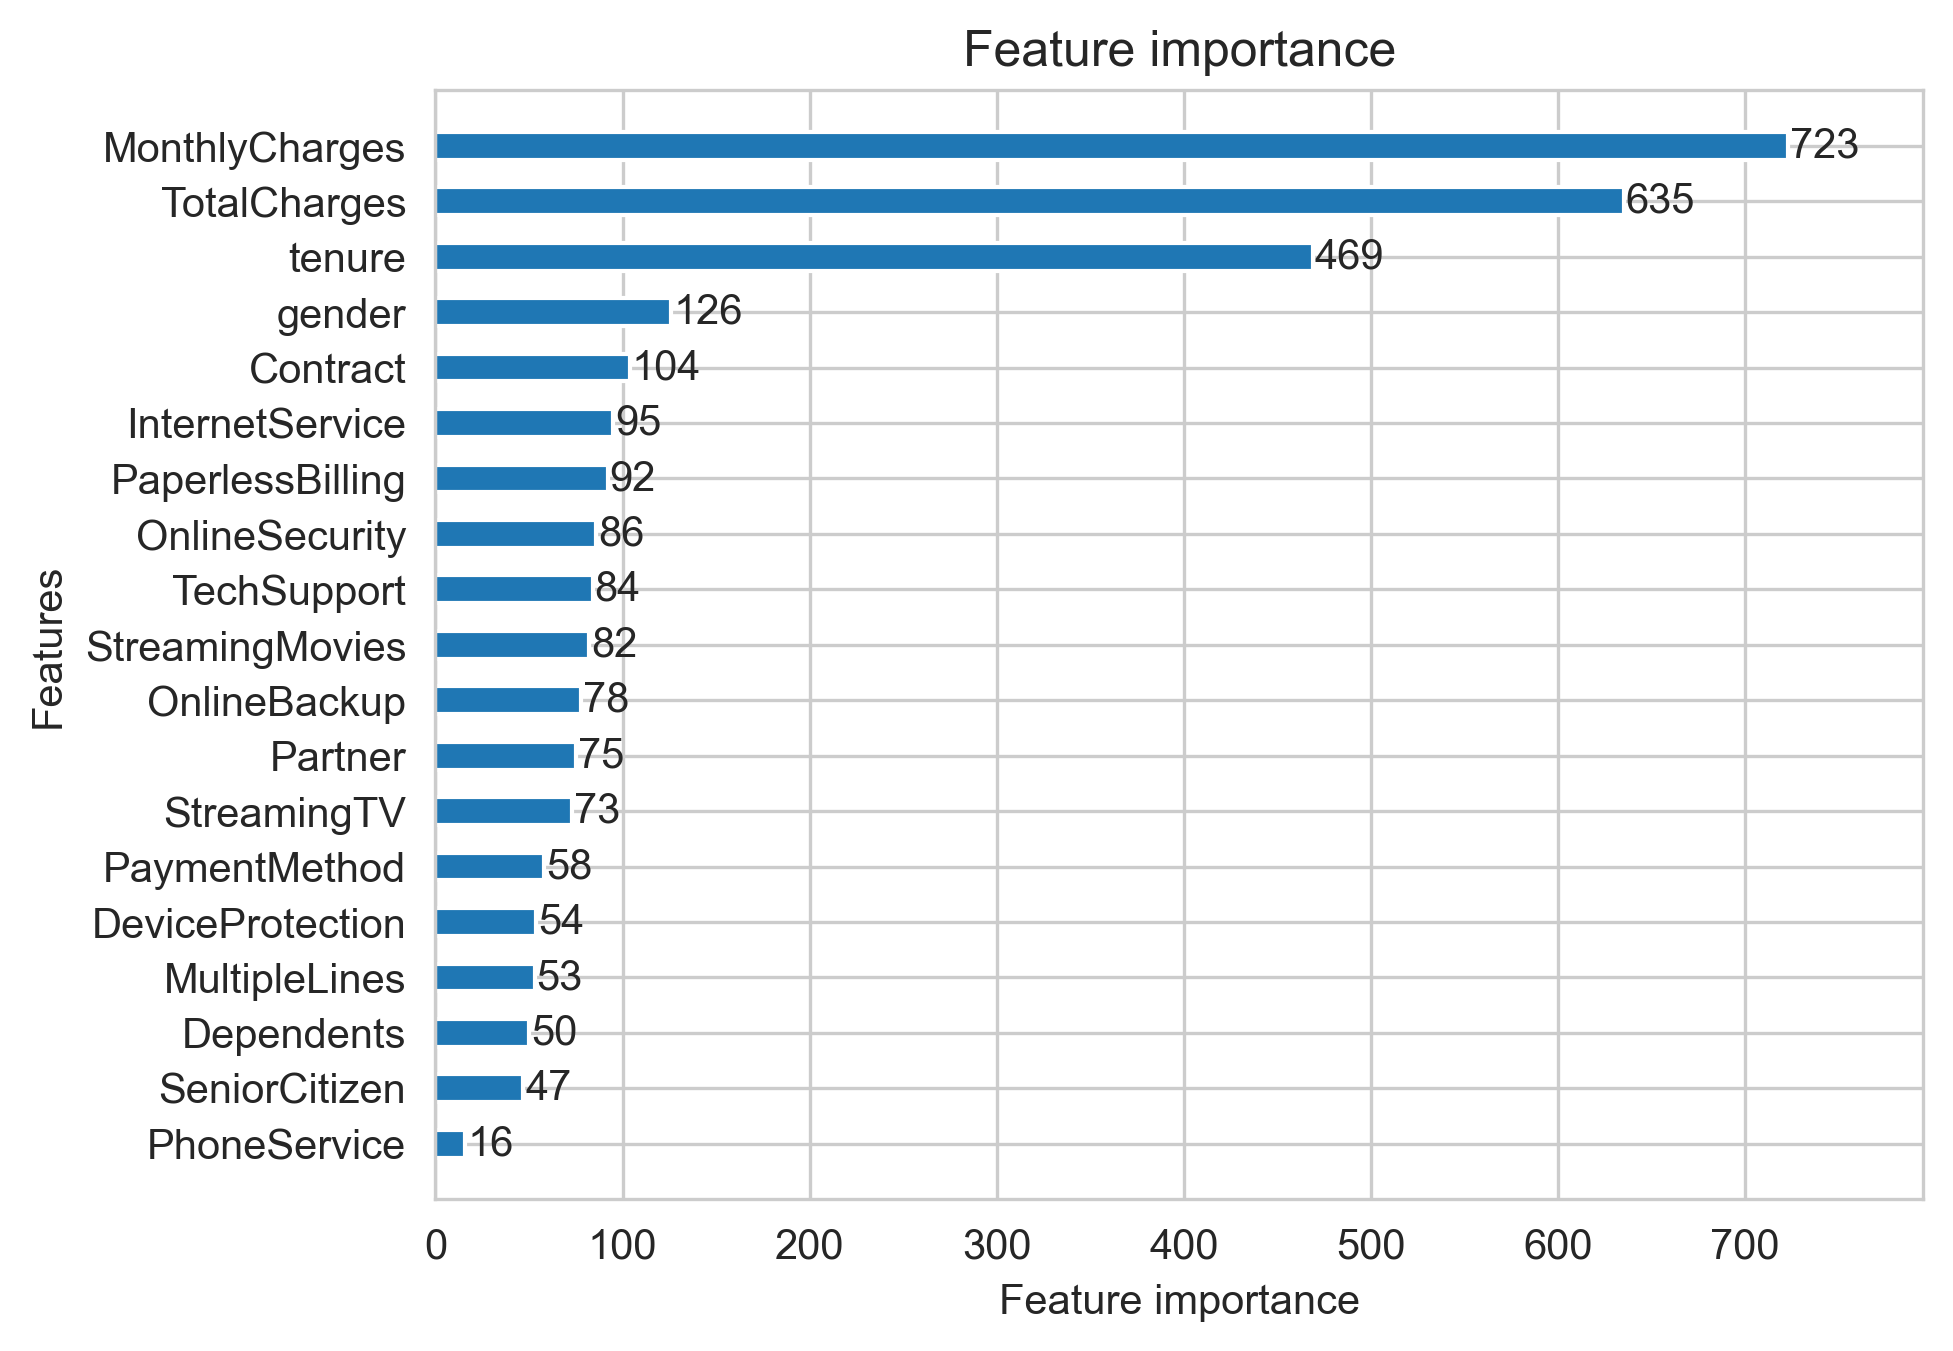 Feature importance
MonthlyCharges 723
TotalCharges 635
tenure 469
gender 126
Contract 104
InternetService 95
PaperlessBilling 92
OnlineSecurity 86
TechSupport 84
StreamingMovies 82
OnlineBackup 78
Partner 75
StreamingTV 73
PaymentMethod 58
DeviceProtection 54
MultipleLines 53
Dependents 50
SeniorCitizen 47
PhoneService 16
Features
0 100 200 300 400 500 600 700
Feature importance